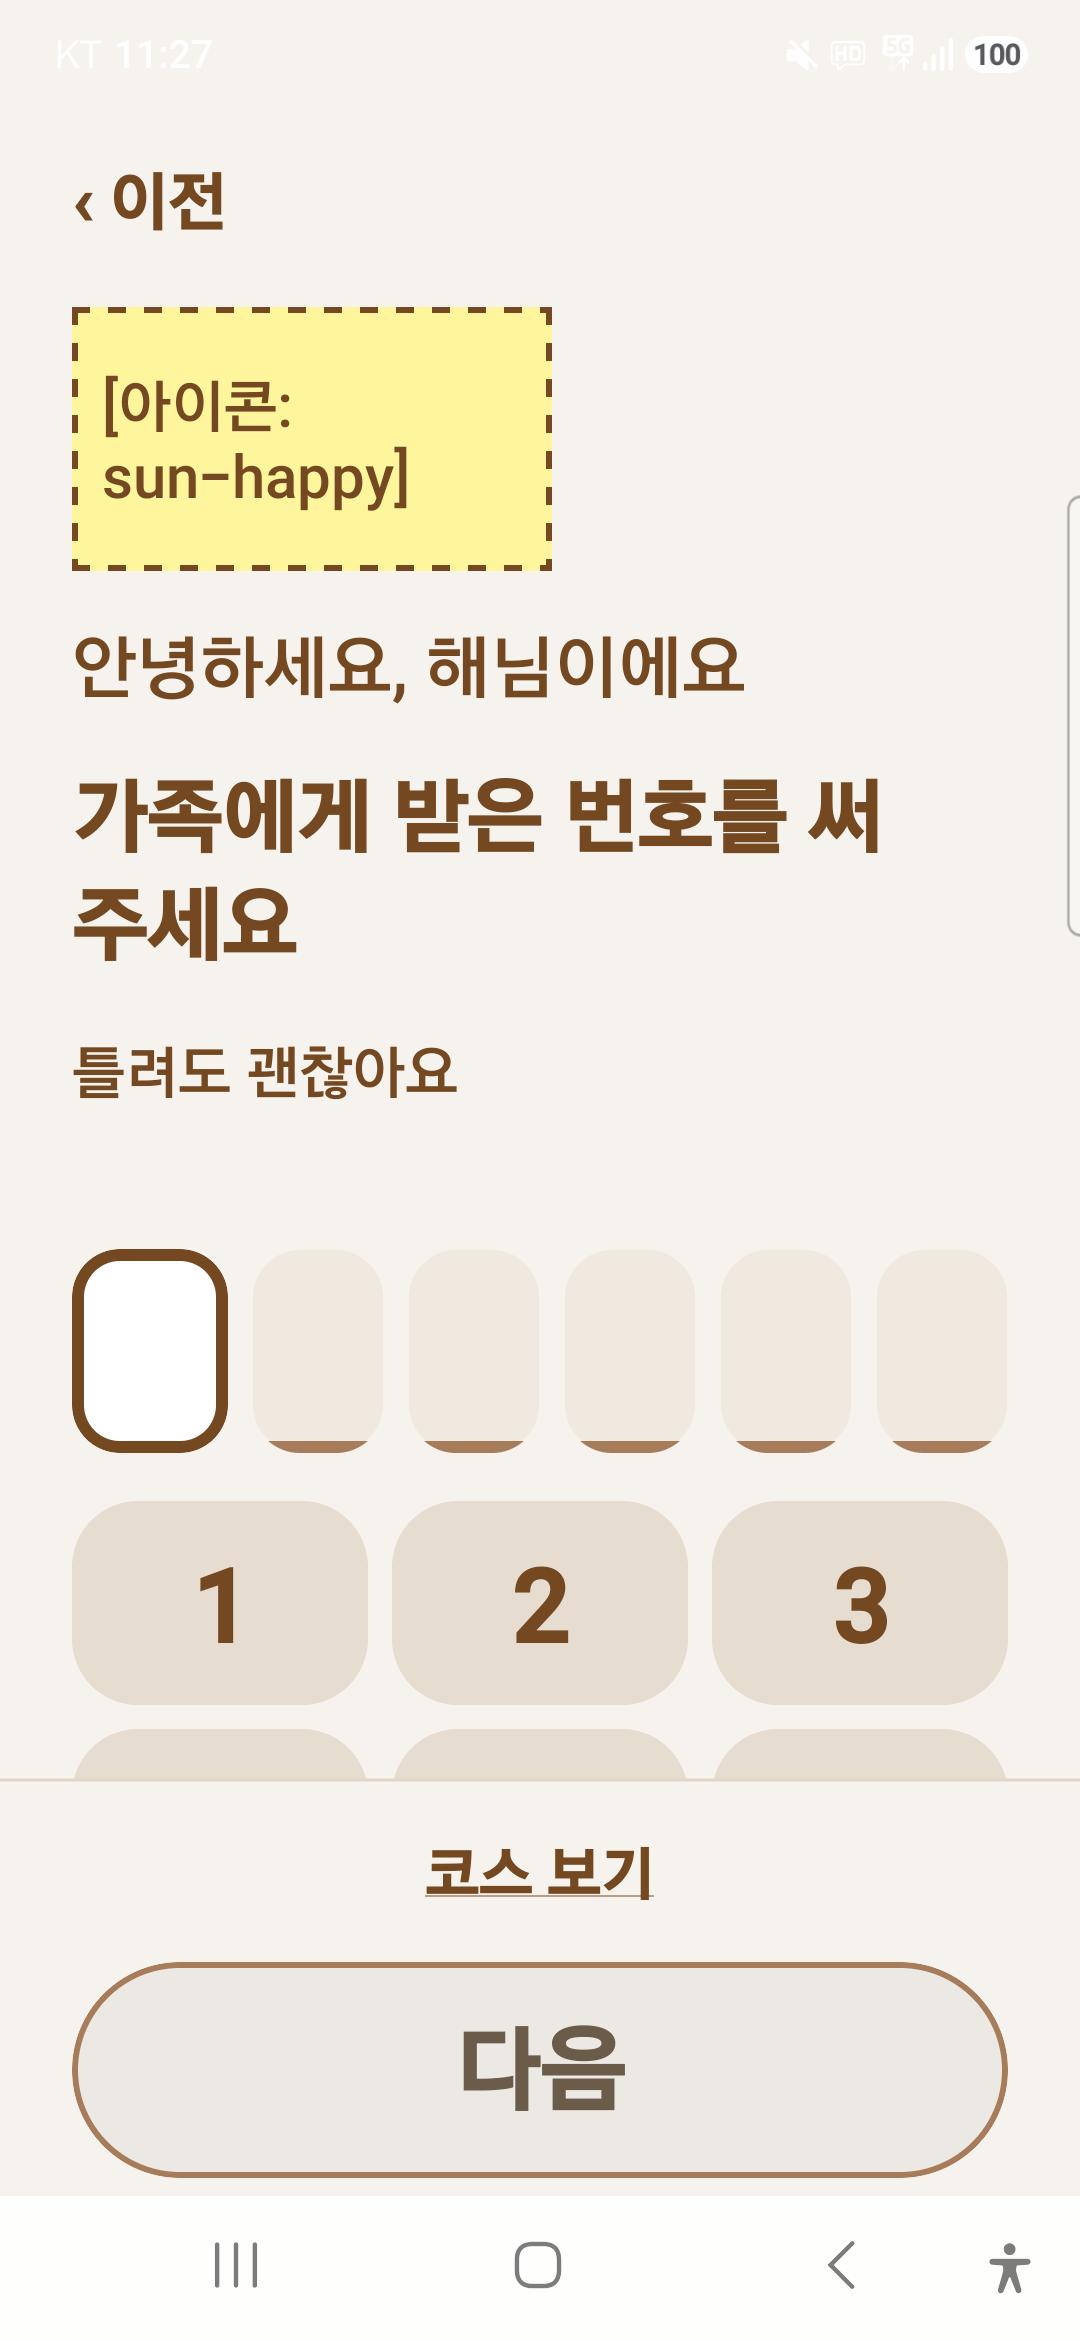 KT 11:27
HD 5G 100
‹ 이전
[아이콘:
sun-happy]
안녕하세요, 해님이에요
가족에게 받은 번호를 써
주세요
틀려도 괜찮아요
1 2 3
코스 보기
다음